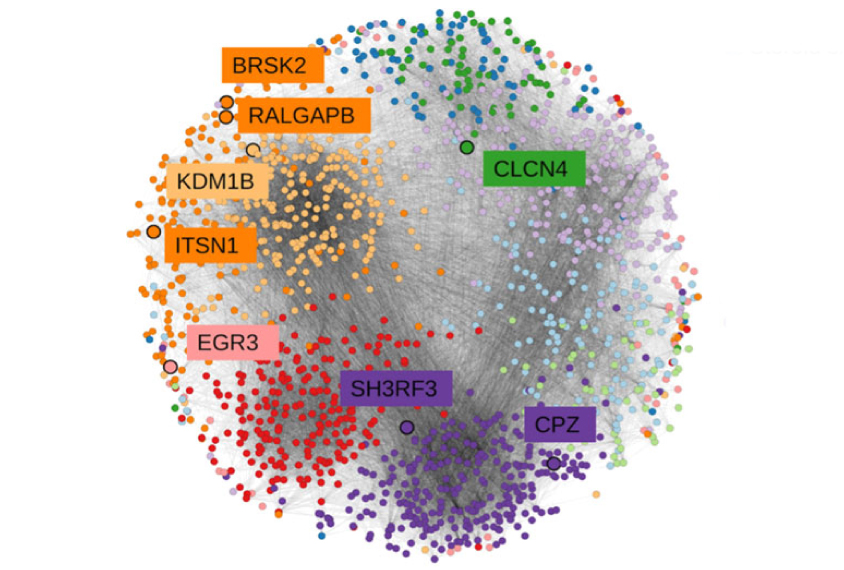 BRSK2
RALGAPB
CLCN4
KDM1B
ITSN1
EGR3
SH3RF3
CPZ